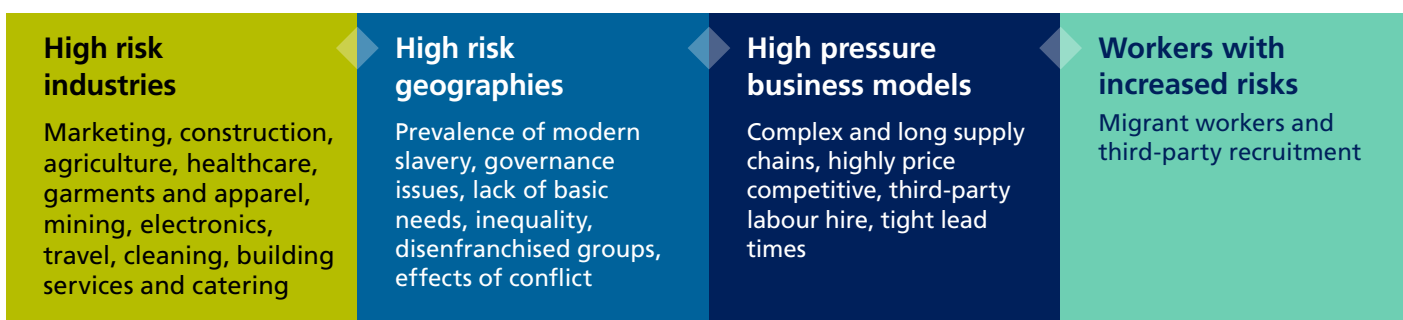 High risk
industries
Marketing, construction,
agriculture, healthcare,
garments and apparel,
mining, electronics,
travel, cleaning, building
services and catering
High risk
geographies
Prevalence of modern
slavery, governance
issues, lack of basic
needs, inequality,
disenfranchised groups,
effects of conflict
High pressure
business models
Complex and long supply
chains, highly price
competitive, third-party
labour hire, tight lead
times
Workers with
increased risks
Migrant workers and
third-party recruitment